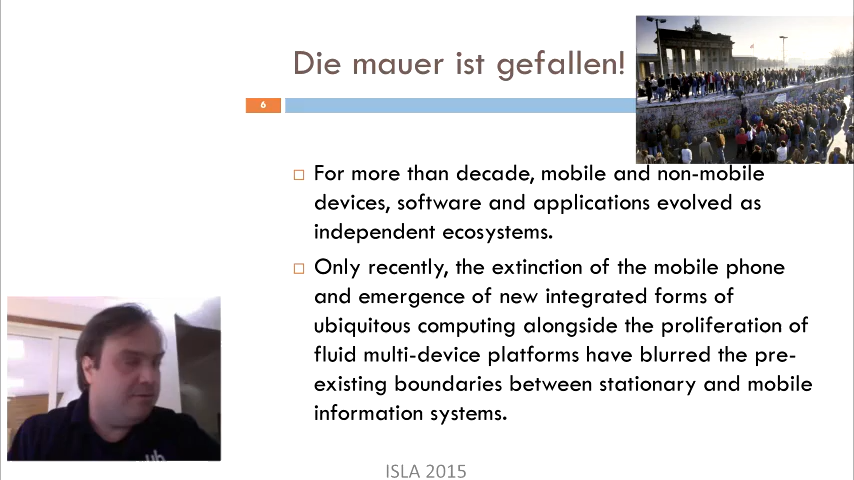 Die mauer ist gefallen!
6
For more than decade, mobile and non-mobile
devices, software and applications evolved as
independent ecosystems.
Only recently, the extinction of the mobile phone
and emergence of new integrated forms of
ubiquitous computing alongside the proliferation of
fluid multi-device platforms have blurred the pre-
existing boundaries between stationary and mobile
information systems.
ISLA 2015